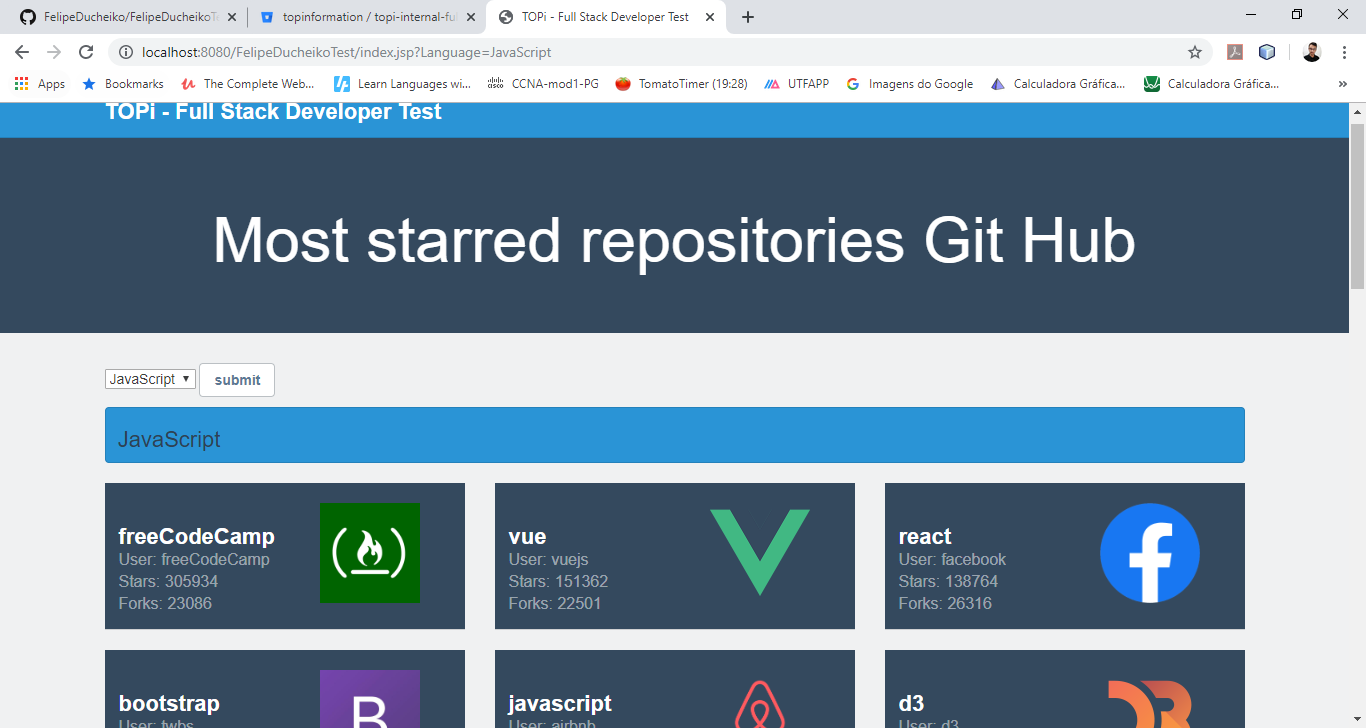 FelipeDucheiko/FelipeDucheikoT
topinformation / topi-internal-ful
TOPi - Full Stack Developer Test
localhost:8080/FelipeDucheikoTest/index.jsp?Language=JavaScript
Apps
Bookmarks
The Complete Web...
Learn Languages wi...
CCNA-mod1-PG
TomatoTimer (19:28)
UTFAPP
Imagens do Google
Calculadora Gráfica...
Calculadora Gráfica...
TOPi - Full Stack Developer Test
Most starred repositories Git Hub
JavaScript
submit
JavaScript
freeCodeCamp
User: freeCodeCamp
Stars: 305934
Forks: 23086
vue
User: vuejs
Stars: 151362
Forks: 22501
react
User: facebook
Stars: 138764
Forks: 26316
bootstrap
User: twbs
javascript
User: airbnb
d3
User: d3